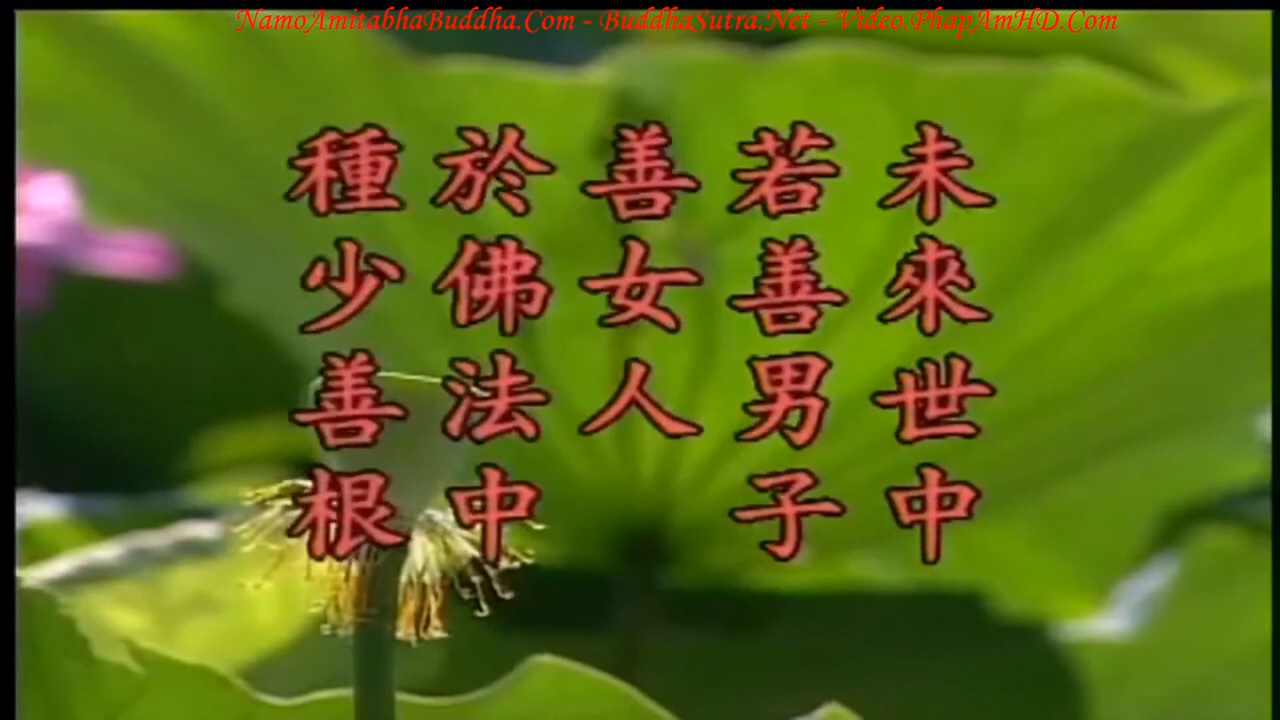 NamoAmitabhaBuddha.Com - BuddhaSutra.Net - Video.PhapAmHD.Com
未來世中
若善男子
善女人
於佛法中
種少善根